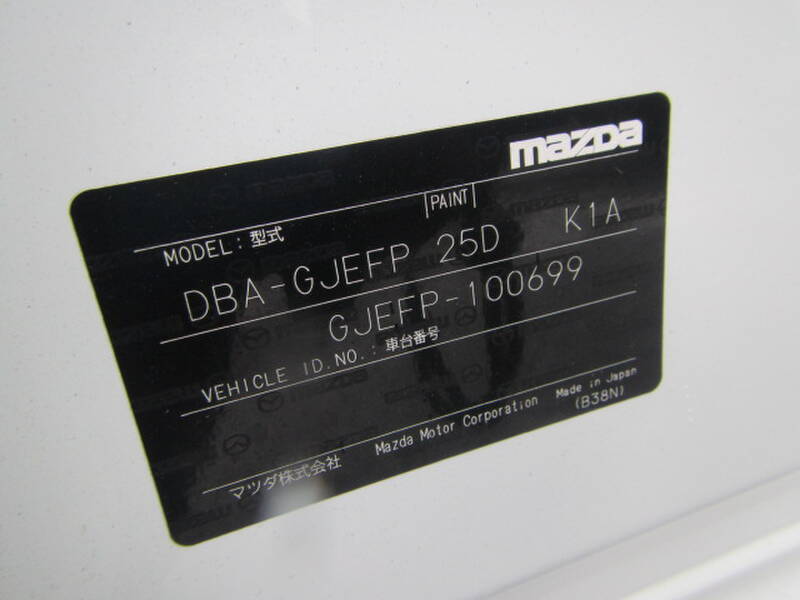 mazda
MODEL: 型式 PAINT
DBA-GJEFP 25D K1A
GJEFP-100699
VEHICLE ID.NO.: 車台番号
マツダ株式会社 Mazda Motor Corporation Made in Japan
(B38N)